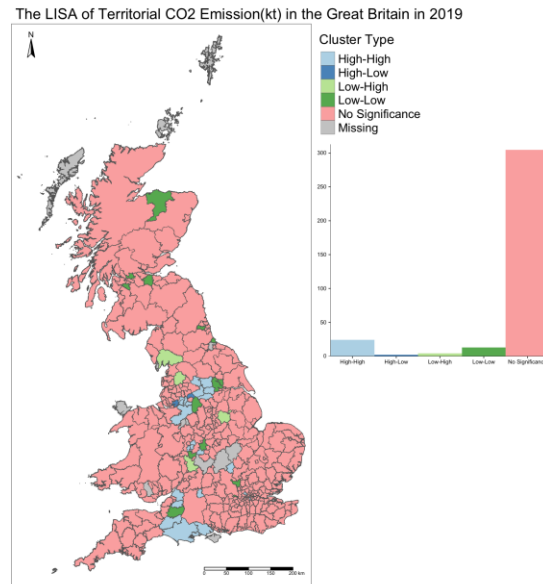 The LISA of Territorial CO2 Emission(kt) in the Great Britain in 2019
N
Cluster Type
High-High
High-Low
Low-High
Low-Low
No Significance
Missing
300
250
200
150
100
50
0
High-High High-Low Low-High Low-Low No Significance
0 50 100 150 200 km